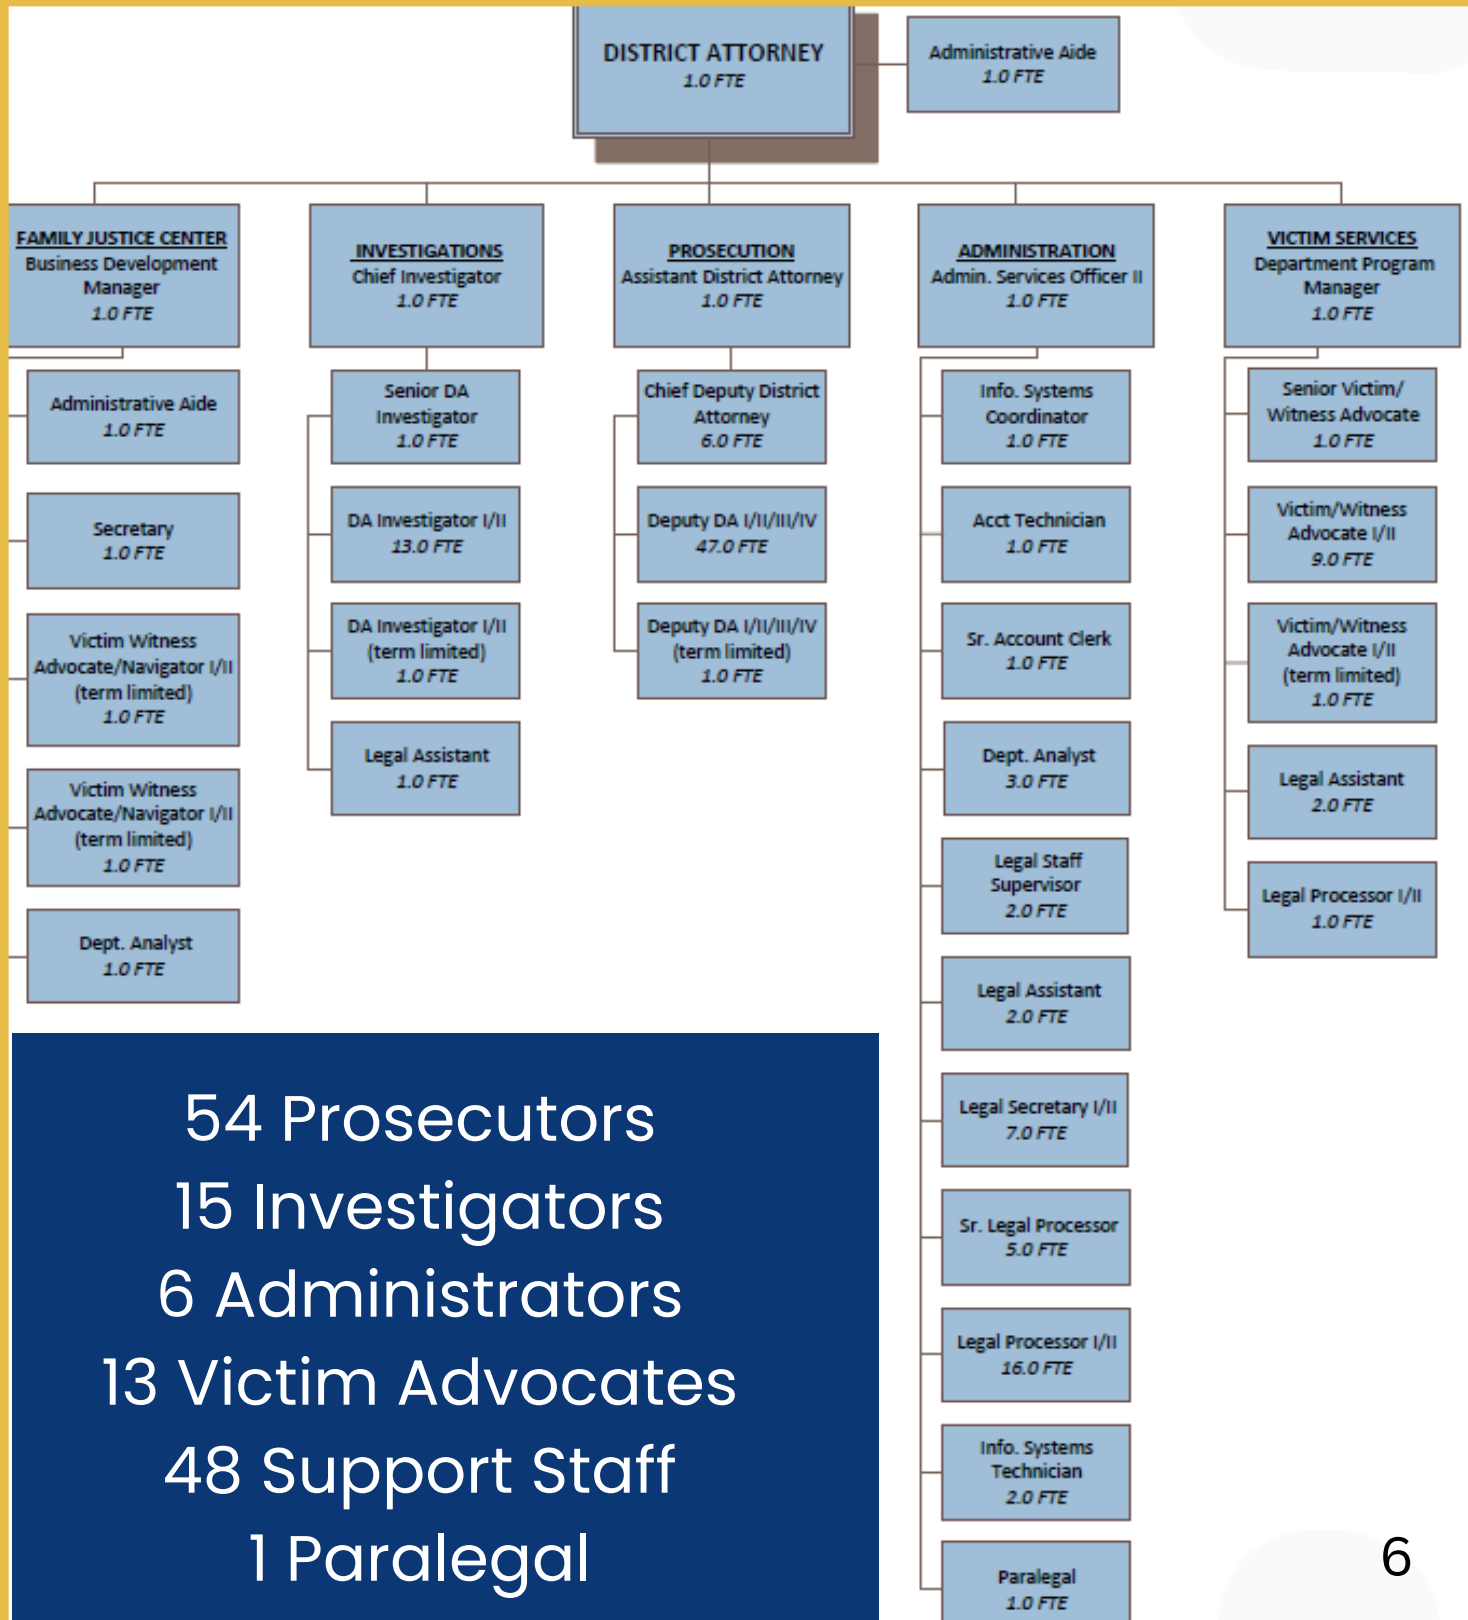 DISTRICT ATTORNEY
1.0 FTE
Administrative Aide
1.0 FTE
FAMILY JUSTICE CENTER
Business Development
Manager
1.0 FTE
Administrative Aide
1.0 FTE
Secretary
1.0 FTE
Victim Witness
Advocate/Navigator I/II
(term limited)
1.0 FTE
Victim Witness
Advocate/Navigator I/II
(term limited)
1.0 FTE
Dept. Analyst
1.0 FTE
INVESTIGATIONS
Chief Investigator
1.0 FTE
Senior DA
Investigator
1.0 FTE
DA Investigator I/II
13.0 FTE
DA Investigator I/II
(term limited)
1.0 FTE
Legal Assistant
1.0 FTE
PROSECUTION
Assistant District Attorney
1.0 FTE
Chief Deputy District
Attorney
6.0 FTE
Deputy DA I/II/III/IV
47.0 FTE
Deputy DA I/II/III/IV
(term limited)
1.0 FTE
ADMINISTRATION
Admin. Services Officer II
1.0 FTE
Info. Systems
Coordinator
1.0 FTE
Acct Technician
1.0 FTE
Sr. Account Clerk
1.0 FTE
Dept. Analyst
3.0 FTE
Legal Staff
Supervisor
2.0 FTE
Legal Assistant
2.0 FTE
Legal Secretary I/II
7.0 FTE
Sr. Legal Processor
5.0 FTE
Legal Processor I/II
16.0 FTE
Info. Systems
Technician
2.0 FTE
Paralegal
1.0 FTE
VICTIM SERVICES
Department Program
Manager
1.0 FTE
Senior Victim/
Witness Advocate
1.0 FTE
Victim/Witness
Advocate I/II
9.0 FTE
Victim/Witness
Advocate I/II
(term limited)
1.0 FTE
Legal Assistant
2.0 FTE
Legal Processor I/II
1.0 FTE
54 Prosecutors
15 Investigators
6 Administrators
13 Victim Advocates
48 Support Staff
1 Paralegal
6